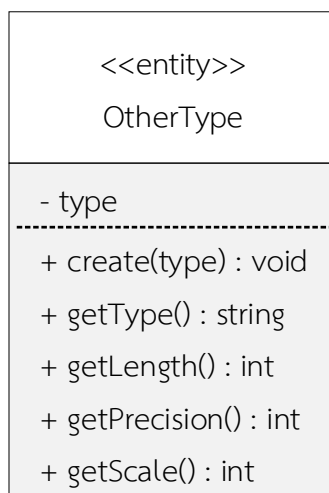 <<entity>>
OtherType
- type
+ create(type) : void
+ getType() : string
+ getLength() : int
+ getPrecision() : int
+ getScale() : int